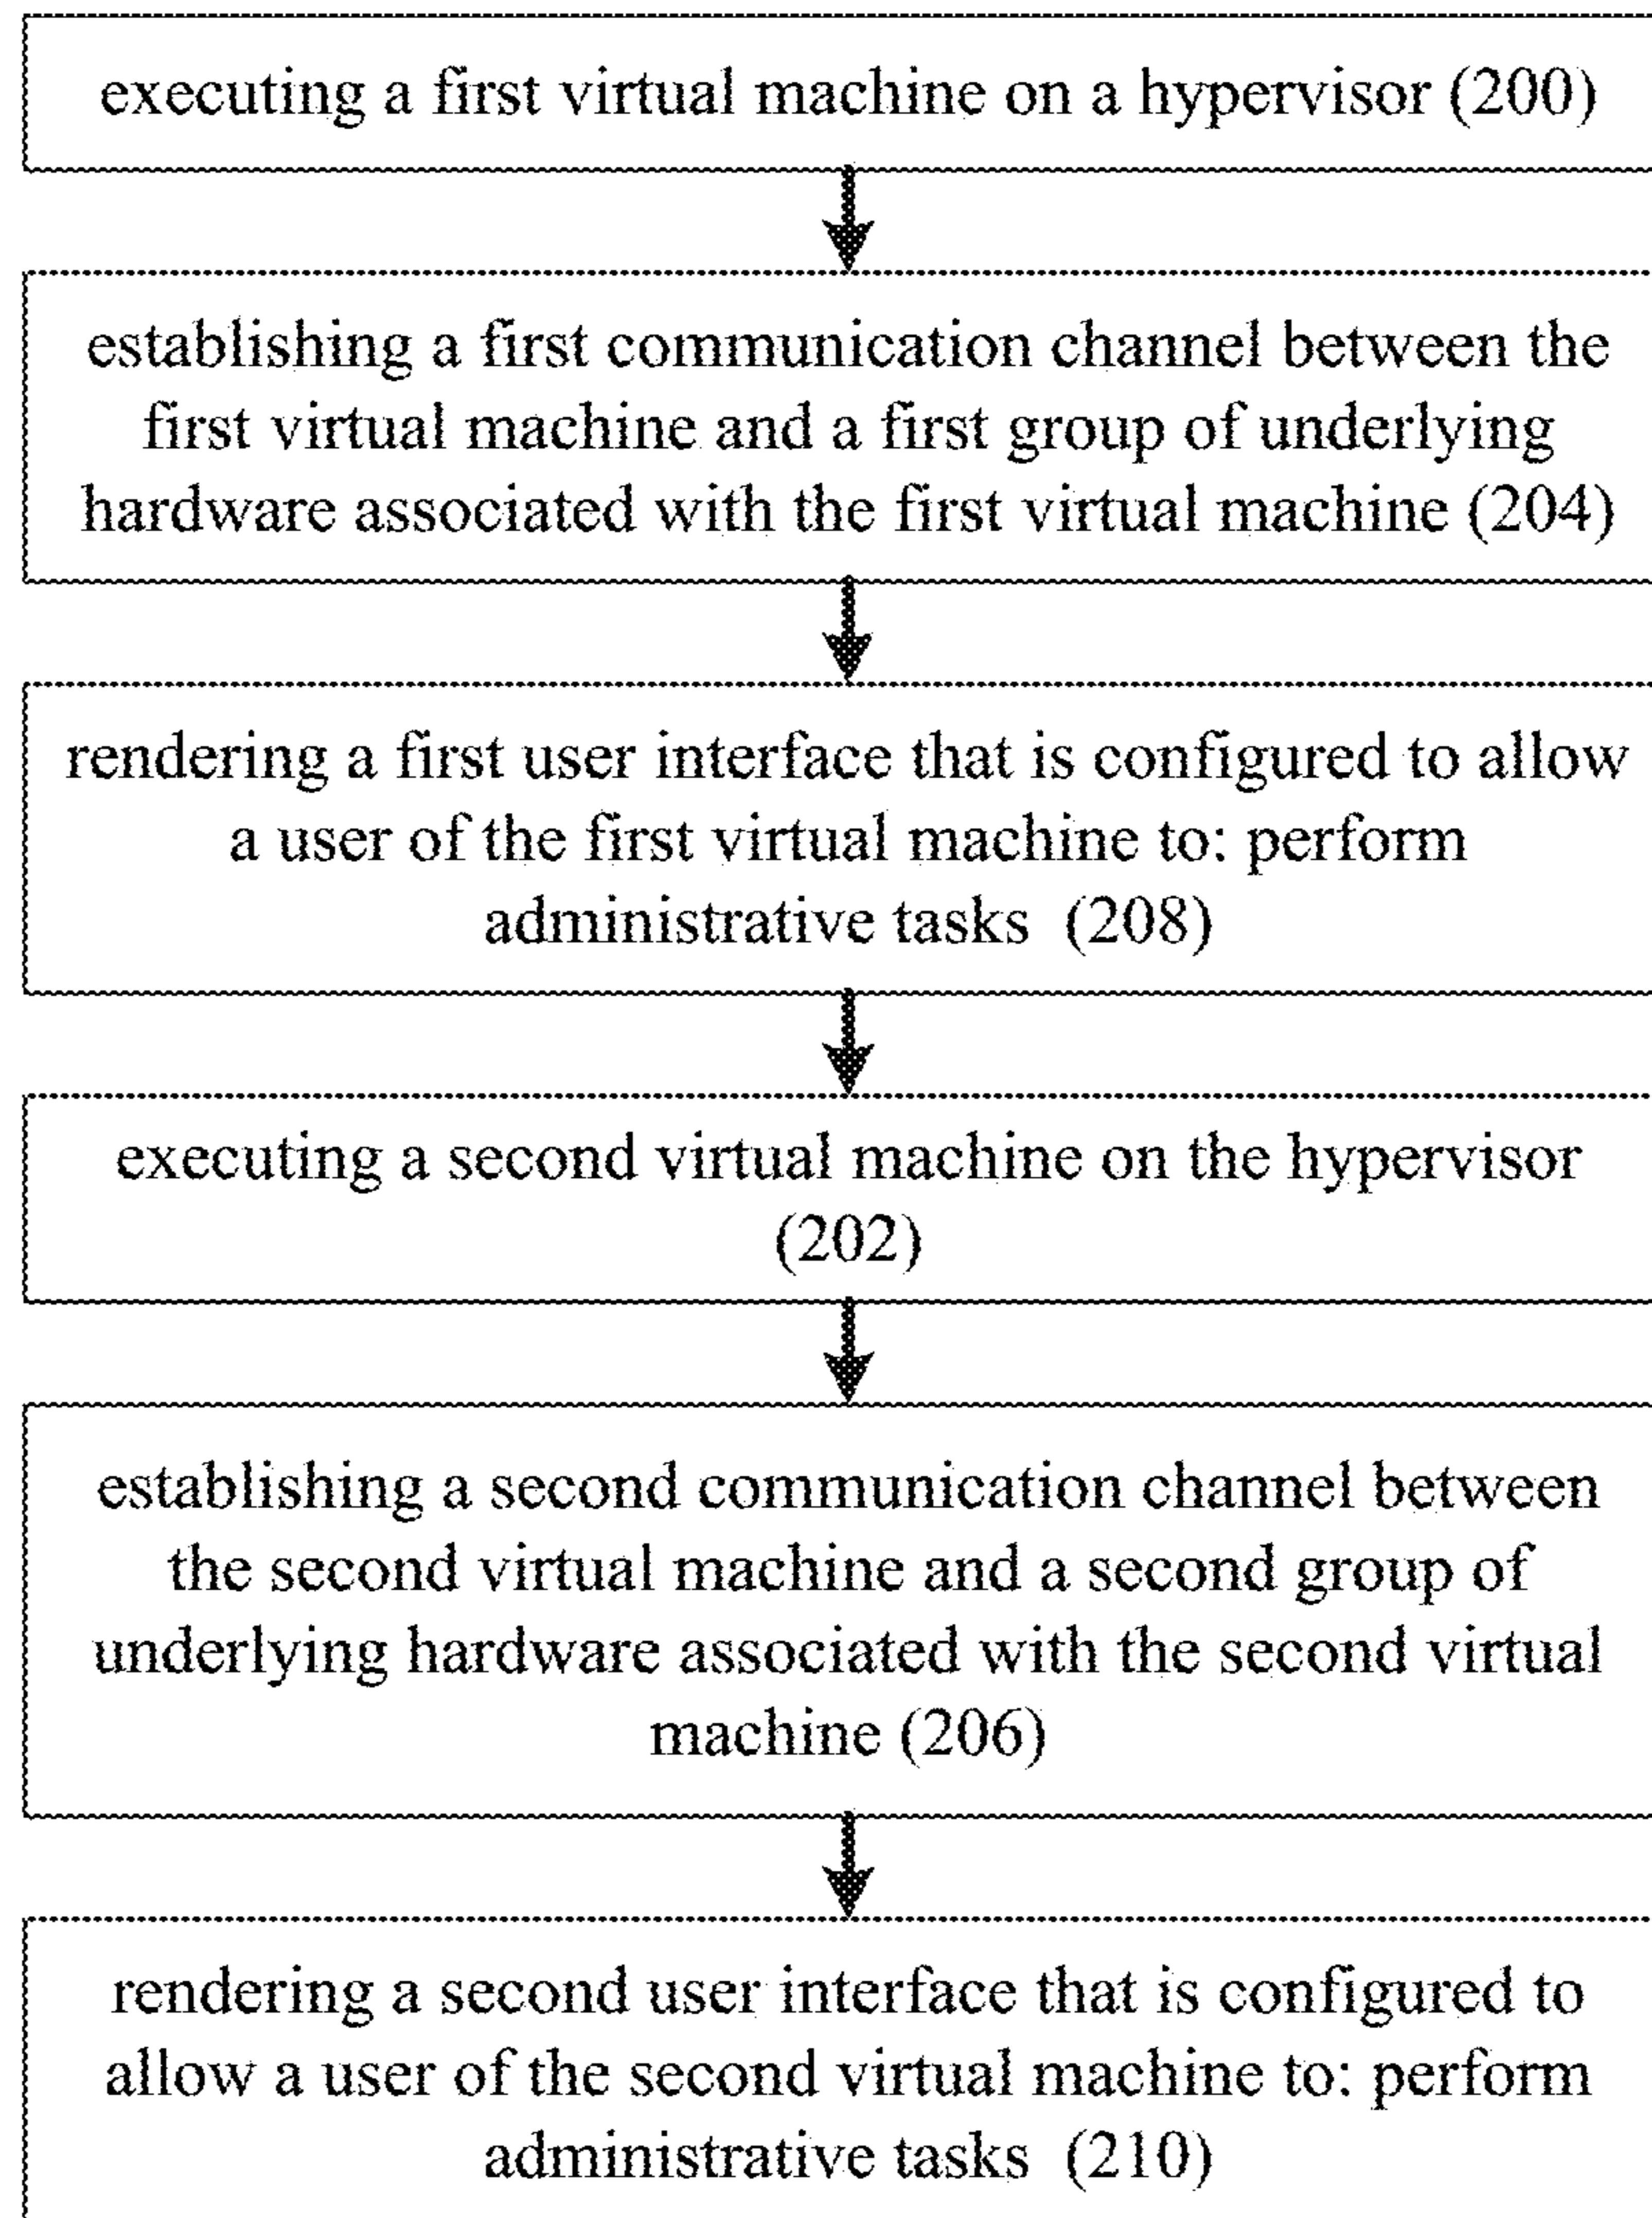 executing a first virtual machine on a hypervisor (200)
establishing a first communication channel between the
first virtual machine and a first group of underlying
hardware associated with the first virtual machine (204)
rendering a first user interface that is configured to allow
a user of the first virtual machine to: perform
administrative tasks (208)
executing a second virtual machine on the hypervisor
(202)
establishing a second communication channel between
the second virtual machine and a second group of
underlying hardware associated with the second virtual
machine (206)
rendering a second user interface that is configured to
allow a user of the second virtual machine to: perform
administrative tasks (210)